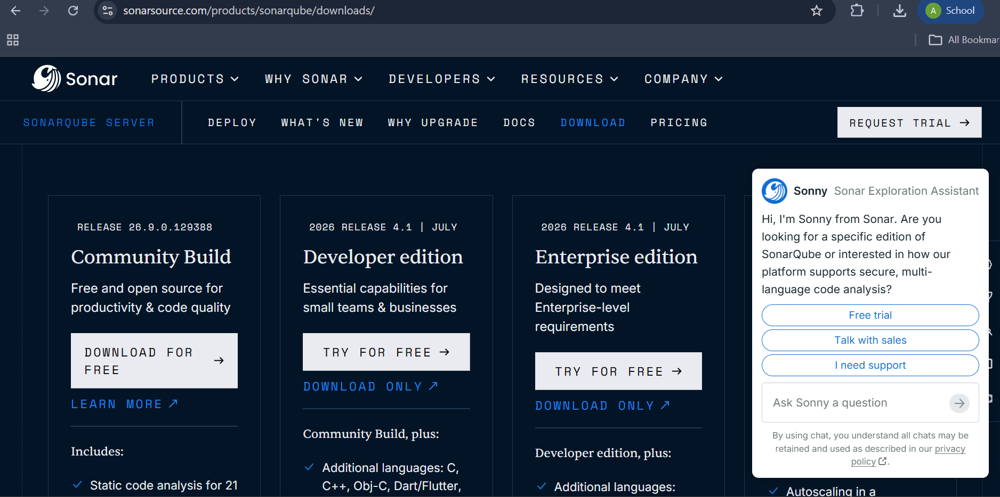 sonarsource.com/products/sonarqube/downloads/
A School
All Bookmar
Sonar
PRODUCTS
WHY SONAR
DEVELOPERS
RESOURCES
COMPANY
SONARQUBE SERVER
DEPLOY
WHAT'S NEW
WHY UPGRADE
DOCS
DOWNLOAD
PRICING
REQUEST TRIAL →
RELEASE 26.9.0.129388
Community Build
Free and open source for
productivity & code quality
DOWNLOAD FOR
FREE →
LEARN MORE ↗
Includes:
Static code analysis for 21
2026 RELEASE 4.1 | JULY
Developer edition
Essential capabilities for
small teams & businesses
TRY FOR FREE →
DOWNLOAD ONLY ↗
Community Build, plus:
Additional languages: C,
C++, Obj-C, Dart/Flutter,
2026 RELEASE 4.1 | JULY
Enterprise edition
Designed to meet
Enterprise-level
requirements
TRY FOR FREE →
DOWNLOAD ONLY ↗
Developer edition, plus:
Additional languages:
Sonny Sonar Exploration Assistant
Hi, I'm Sonny from Sonar. Are you
looking for a specific edition of
SonarQube or interested in how our
platform supports secure, multi-
language code analysis?
Free trial
Talk with sales
I need support
Ask Sonny a question
By using chat, you understand all chats may be
retained and used as described in our privacy
policy.
Autoscaling in a